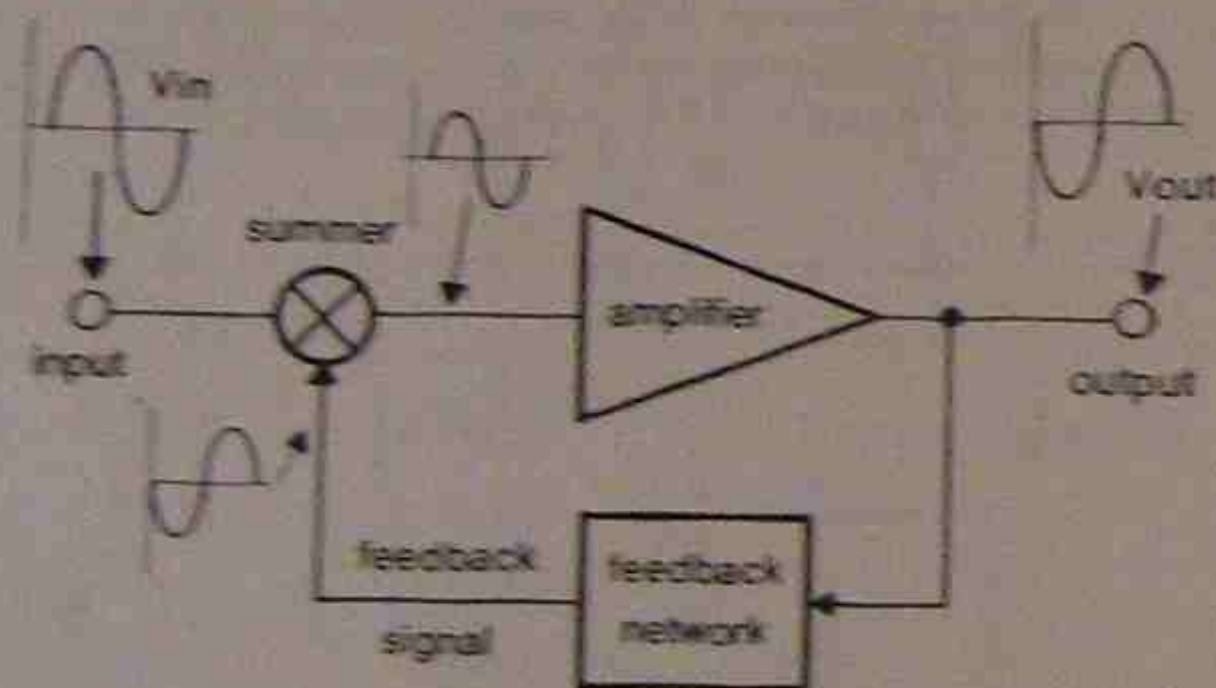 Vin
Vout
summer
amplifier
input
output
feedback
signal
feedback
network